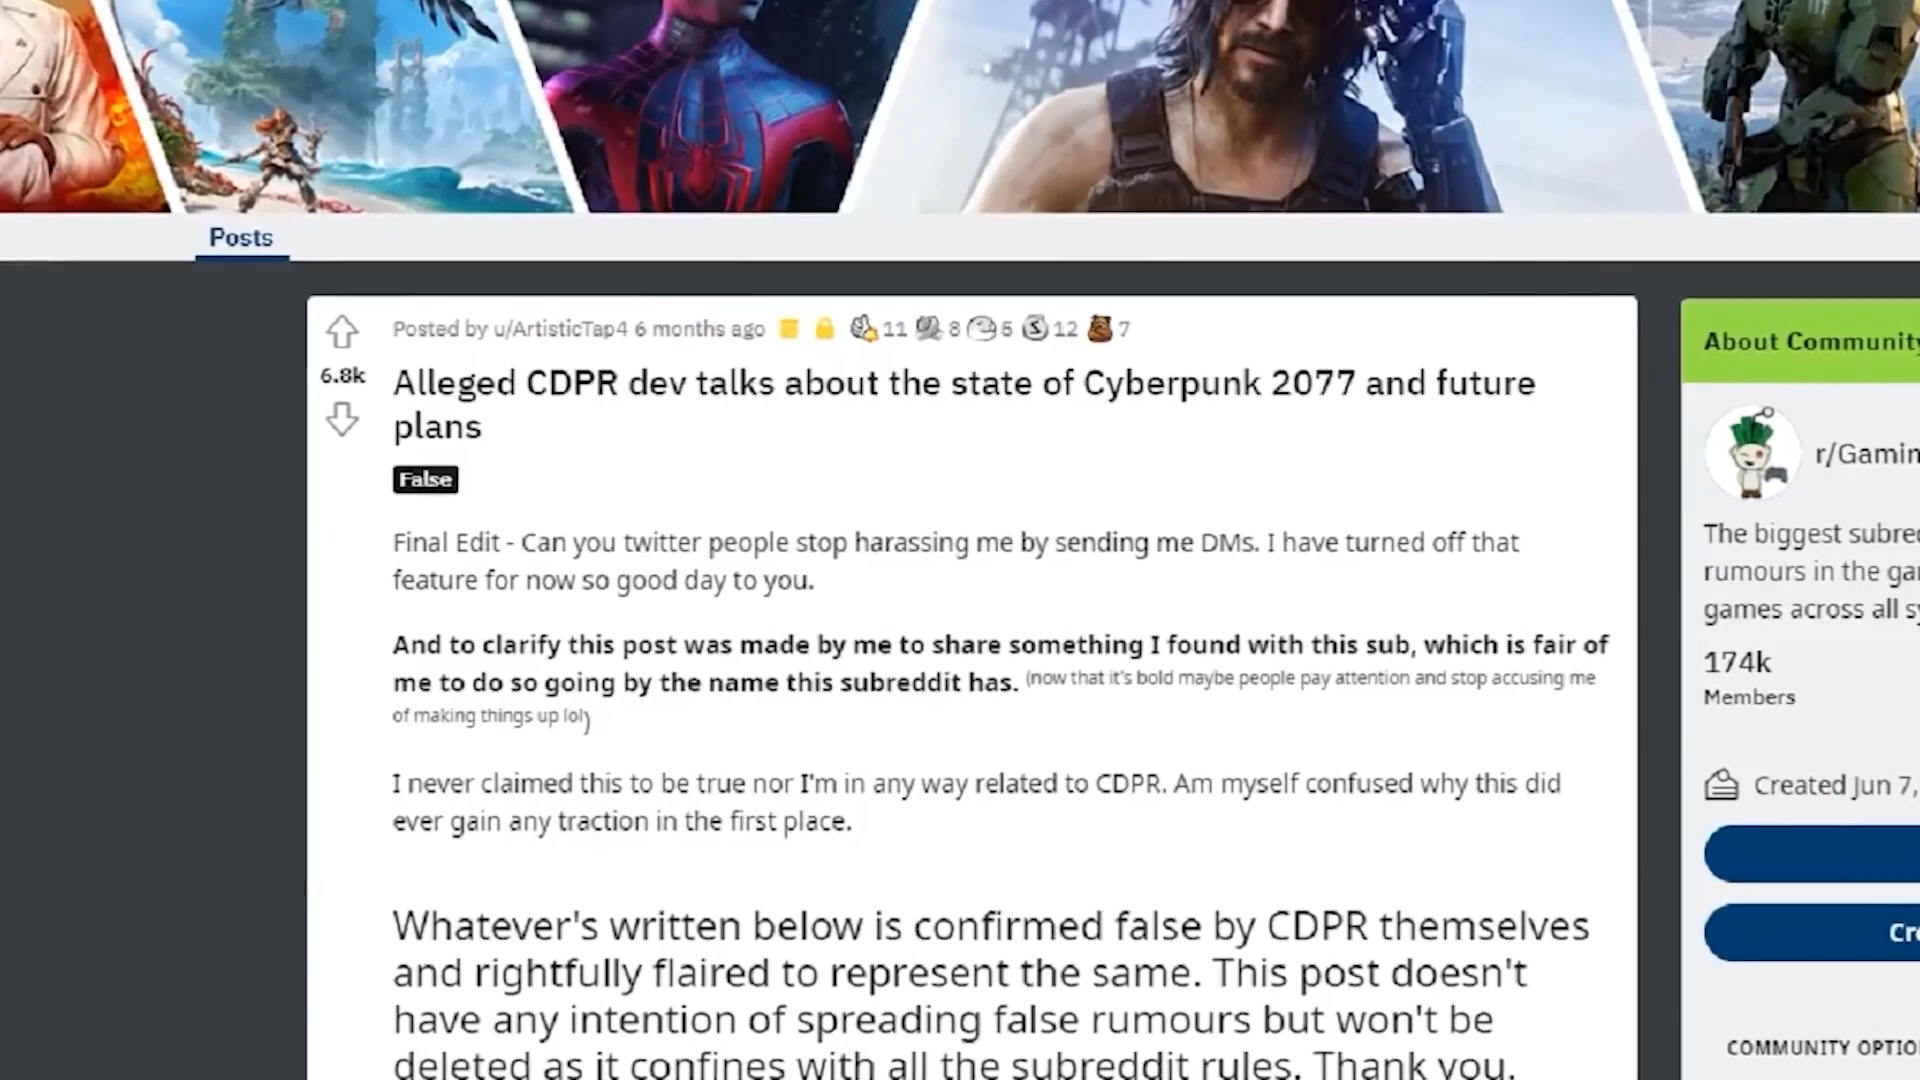 Posts
Posted by u/ArtisticTap4 6 months ago 11 8 5 12 7
6.8k
Alleged CDPR dev talks about the state of Cyberpunk 2077 and future
plans
False
Final Edit - Can you twitter people stop harassing me by sending me DMs. I have turned off that
feature for now so good day to you.
And to clarify this post was made by me to share something I found with this sub, which is fair of
me to do so going by the name this subreddit has. (now that it's bold maybe people pay attention and stop accusing me
of making things up lol)
I never claimed this to be true nor I'm in any way related to CDPR. Am myself confused why this did
ever gain any traction in the first place.
Whatever's written below is confirmed false by CDPR themselves
and rightfully flaired to represent the same. This post doesn't
have any intention of spreading false rumours but won't be
deleted as it confines with all the subreddit rules. Thank you.
About Community
r/Gamin
The biggest subred
rumours in the gar
games across all sy
174k
Members
Created Jun 7,
Cre
COMMUNITY OPTIO